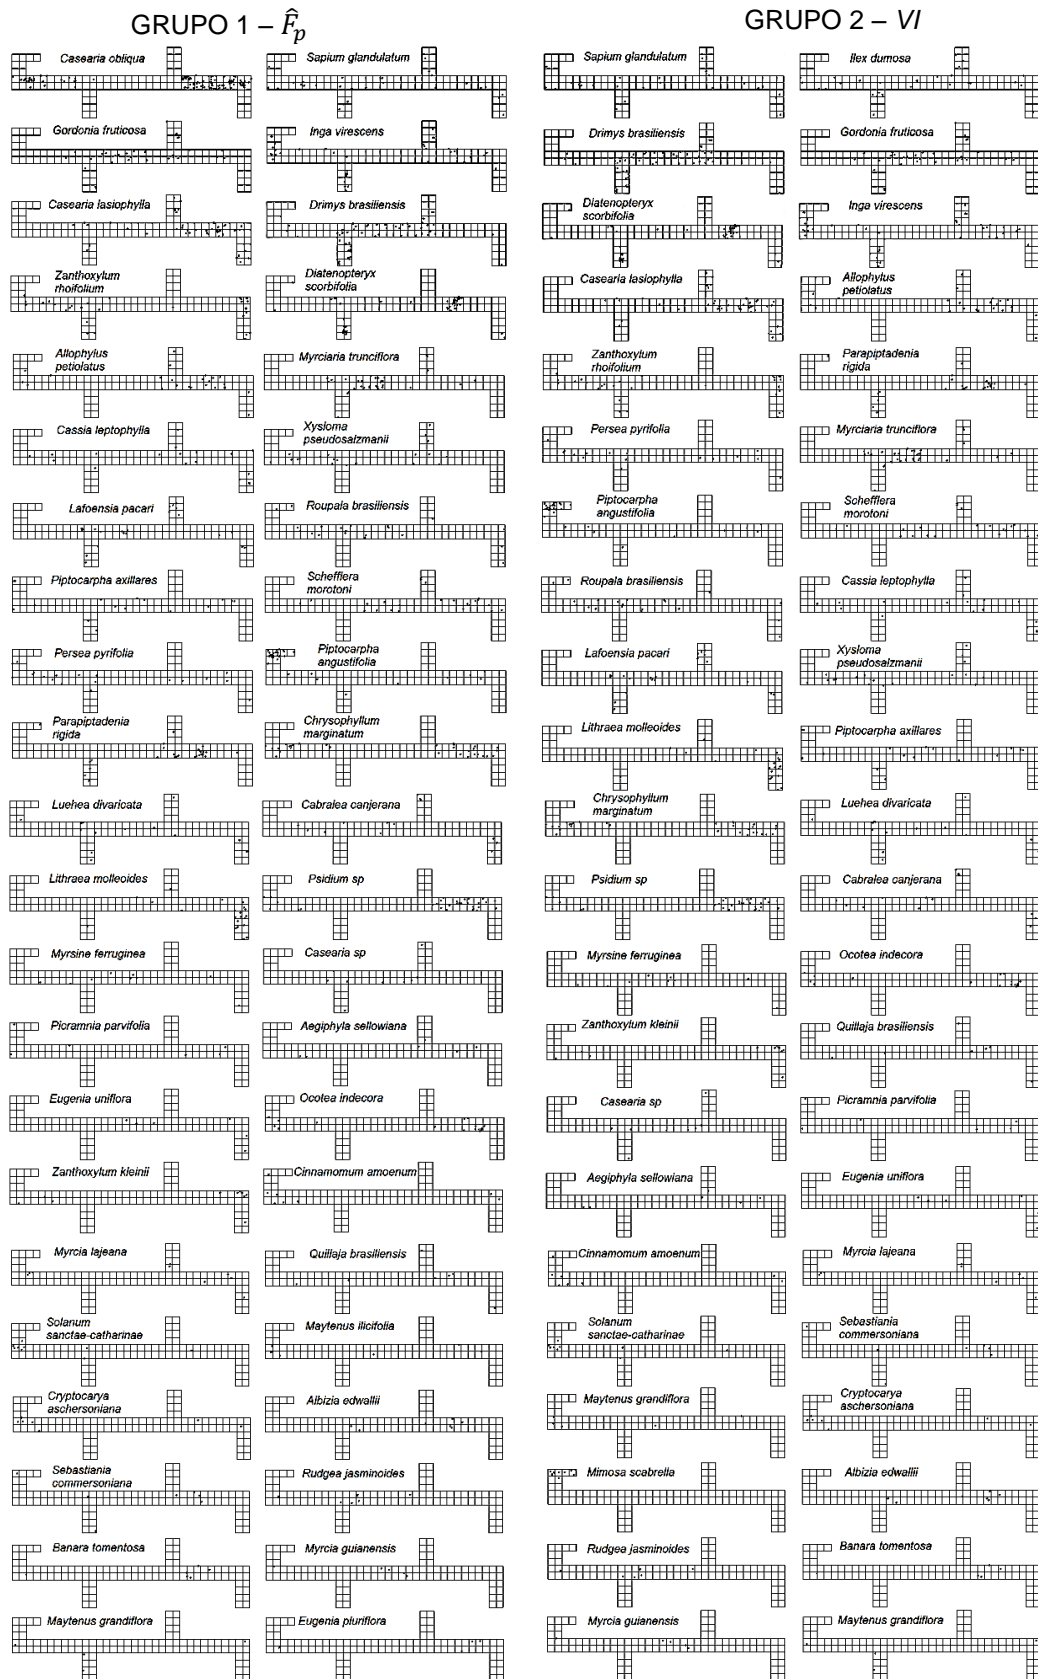 GRUPO 1 – F̂p
Casearia obliqua
Sapium glandulatum
Gordonia fruticosa
Inga virescens
Casearia lasiophylla
Drimys brasiliensis
Zanthoxylum
rhoifolium
Diatenopteryx
scorbifolia
Allophylus
petiolatus
Myrciaria trunciflora
Cassia leptophylla
Xysloma
pseudosalzmanii
Lafoensia pacari
Roupala brasiliensis
Piptocarpha axillares
Schefflera
morotoni
Persea pyrifolia
Piptocarpha
angustifolia
Parapiptadenia
rigida
Chrysophyllum
marginatum
Luehea divaricata
Cabralea canjerana
Lithraea molleoides
Psidium sp
Myrsine ferruginea
Casearia sp
Picramnia parvifolia
Aegiphyla sellowiana
Eugenia uniflora
Ocotea indecora
Zanthoxylum kleinii
Cinnamomum amoenum
Myrcia lajeana
Quillaja brasiliensis
Solanum
sanctae-catharinae
Maytenus ilicifolia
Cryptocarya
aschersoniana
Albizia edwallii
Sebastiania
commersoniana
Rudgea jasminoides
Banara tomentosa
Myrcia guianensis
Maytenus grandiflora
Eugenia pluriflora
GRUPO 2 – VI
Sapium glandulatum
Ilex dumosa
Drimys brasiliensis
Gordonia fruticosa
Diatenopteryx
scorbifolia
Inga virescens
Casearia lasiophylla
Allophylus
petiolatus
Zanthoxylum
rhoifolium
Parapiptadenia
rigida
Persea pyrifolia
Myrciaria trunciflora
Piptocarpha
angustifolia
Schefflera
morotoni
Roupala brasiliensis
Cassia leptophylla
Lafoensia pacari
Xysloma
pseudosalzmanii
Lithraea molleoides
Piptocarpha axillares
Chrysophyllum
marginatum
Luehea divaricata
Psidium sp
Cabralea canjerana
Myrsine ferruginea
Ocotea indecora
Zanthoxylum kleinii
Quillaja brasiliensis
Casearia sp
Picramnia parvifolia
Aegiphyla sellowiana
Eugenia uniflora
Cinnamomum amoenum
Myrcia lajeana
Solanum
sanctae-catharinae
Sebastiania
commersoniana
Maytenus grandiflora
Cryptocarya
aschersoniana
Mimosa scabrella
Albizia edwallii
Rudgea jasminoides
Banara tomentosa
Myrcia guianensis
Maytenus grandiflora